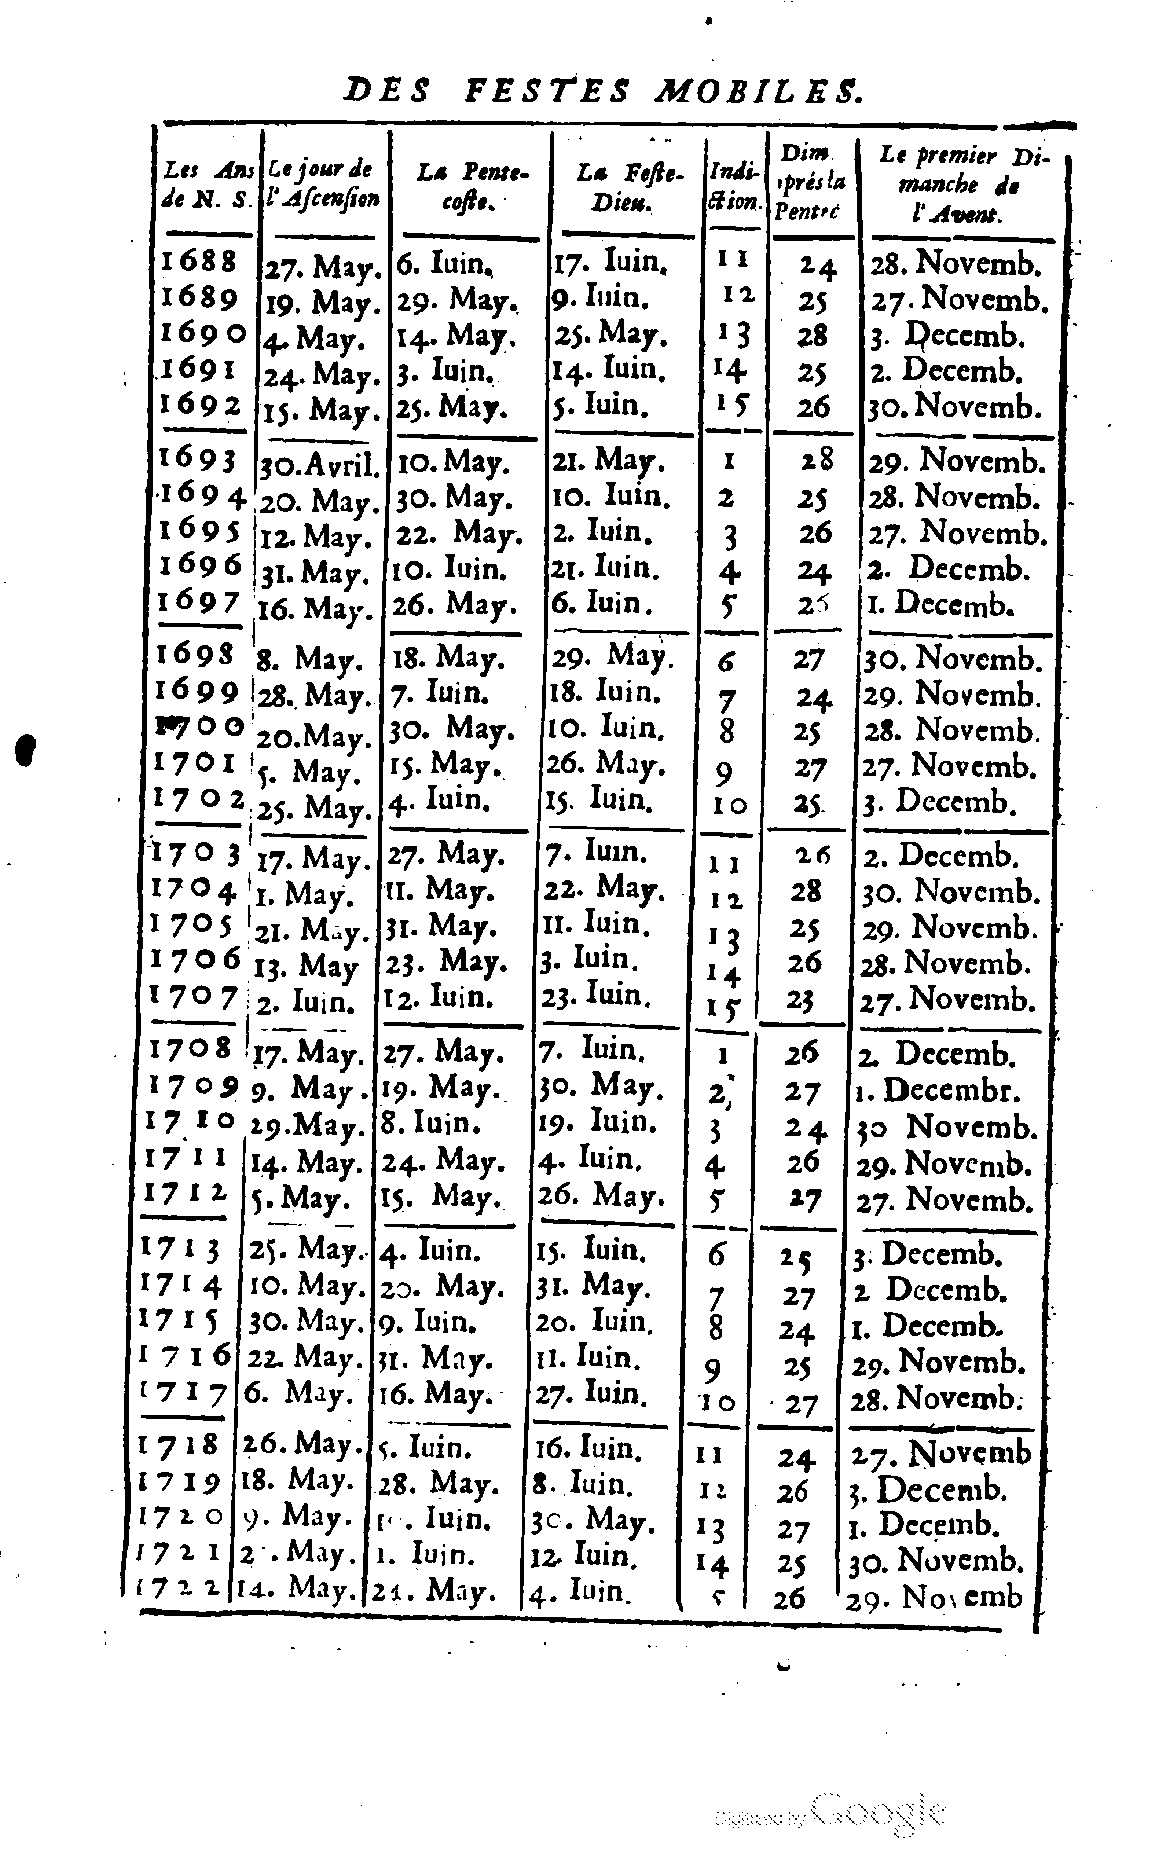 DES FESTES MOBILES.
Les Ans de N. S. | Le jour de l'Aſcenſion | La Pente-coſte. | La Feſte-Dieu. | Indi-ction. | Dim. aprés la Pentec | Le premier Di-manche de l'Avent.
1688 27. May. 6. Iuin. 17. Iuin. 11 24 28. Novemb.
1689 19. May. 29. May. 9. Iuin. 12 25 27. Novemb.
1690 4. May. 14. May. 25. May. 13 28 3. Decemb.
1691 24. May. 3. Iuin. 14. Iuin. 14 25 2. Decemb.
1692 15. May. 25. May. 5. Iuin. 15 26 30. Novemb.
1693 30. Avril. 10. May. 21. May. 1 28 29. Novemb.
1694 20. May. 30. May. 10. Iuin. 2 25 28. Novemb.
1695 12. May. 22. May. 2. Iuin. 3 26 27. Novemb.
1696 31. May. 10. Iuin. 21. Iuin. 4 24 2. Decemb.
1697 16. May. 26. May. 6. Iuin. 5 26 1. Decemb.
1698 8. May. 18. May. 29. May. 6 27 30. Novemb.
1699 28. May. 7. Iuin. 18. Iuin. 7 24 29. Novemb.
1700 20. May. 30. May. 10. Iuin. 8 25 28. Novemb.
1701 5. May. 15. May. 26. May. 9 27 27. Novemb.
1702 25. May. 4. Iuin. 15. Iuin. 10 25. 3. Decemb.
1703 17. May. 27. May. 7. Iuin. 11 26 2. Decemb.
1704 1. May. 11. May. 22. May. 12 28 30. Novemb.
1705 21. May. 31. May. 11. Iuin. 13 25 29. Novemb.
1706 13. May 23. May. 3. Iuin. 14 26 28. Novemb.
1707 2. Iuin. 12. Iuin. 23. Iuin. 15 23 27. Novemb.
1708 17. May. 27. May. 7. Iuin. 1 26 2. Decemb.
1709 9. May. 19. May. 30. May. 2 27 1. Decembr.
1710 29. May. 8. Iuin. 19. Iuin. 3 24 30 Novemb.
1711 14. May. 24. May. 4. Iuin. 4 26 29. Novemb.
1712 5. May. 15. May. 26. May. 5 27 27. Novemb.
1713 25. May. 4. Iuin. 15. Iuin. 6 25 3. Decemb.
1714 10. May. 20. May. 31. May. 7 27 2 Decemb.
1715 30. May. 9. Iuin. 20. Iuin. 8 24 1. Decemb.
1716 22. May. 31. May. 11. Iuin. 9 25 29. Novemb.
1717 6. May. 16. May. 27. Iuin. 10 27 28. Novemb.
1718 26. May. 5. Iuin. 16. Iuin. 11 24 27. Novemb
1719 18. May. 28. May. 8. Iuin. 12 26 3. Decemb.
1720 9. May. Iuin. 30. May. 13 27 1. Decemb.
1721 May. 1. Iuin. 12. Iuin. 14 25 30. Novemb.
1722 14. May. 24. May. 4. Iuin. 5 26 29. Novemb
Digitized by Google